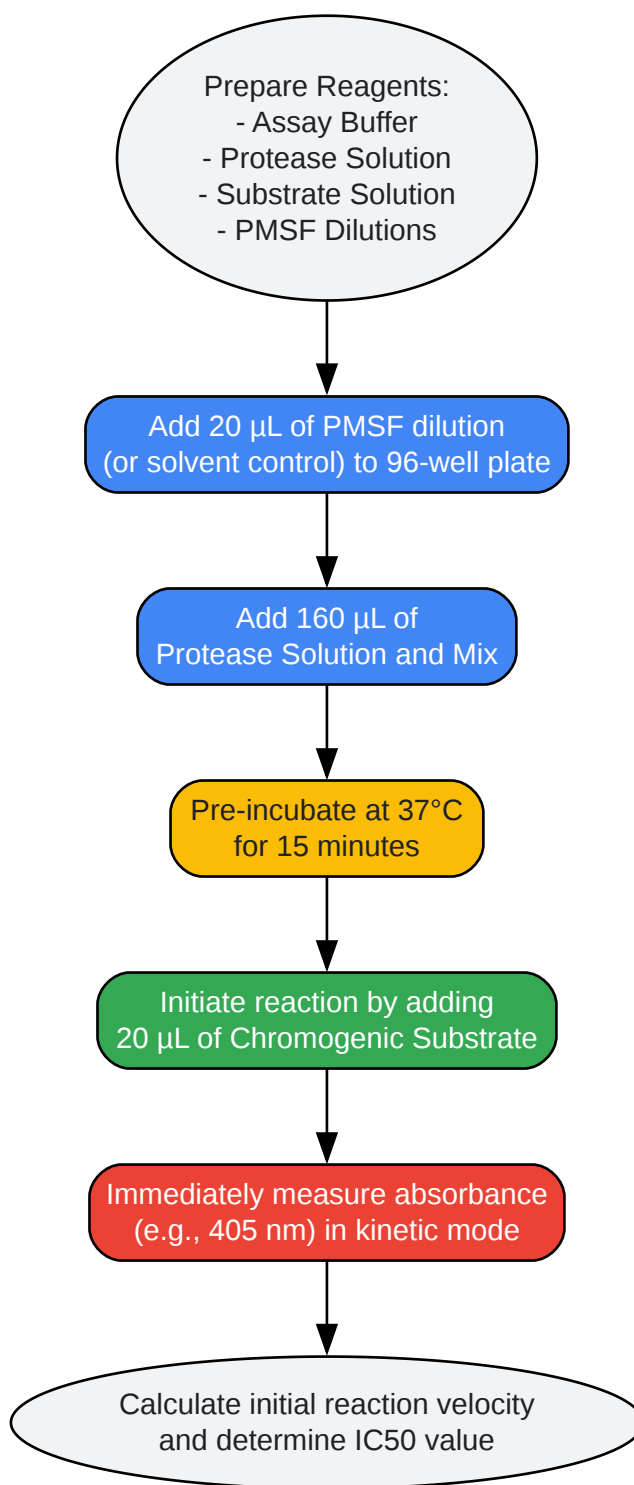 Prepare Reagents:
- Assay Buffer
- Protease Solution
- Substrate Solution
- PMSF Dilutions
Add 20 µL of PMSF dilution
(or solvent control) to 96-well plate
Add 160 µL of
Protease Solution and Mix
Pre-incubate at 37°C
for 15 minutes
Initiate reaction by adding
20 µL of Chromogenic Substrate
Immediately measure absorbance
(e.g., 405 nm) in kinetic mode
Calculate initial reaction velocity
and determine IC50 value